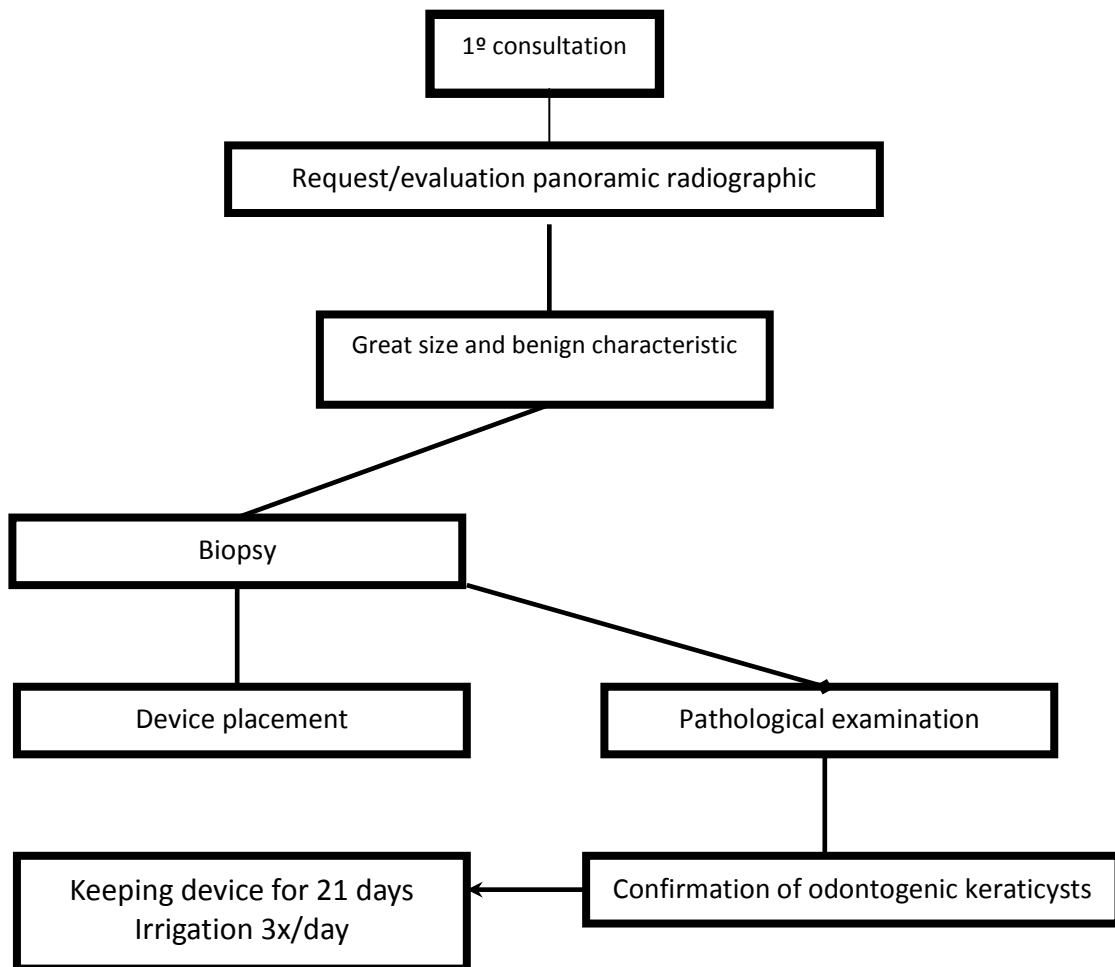 1º consultation
Request/evaluation panoramic radiographic
Great size and benign characteristic
Biopsy
Device placement
Pathological examination
Keeping device for 21 days
Irrigation 3x/day
Confirmation of odontogenic keraticysts